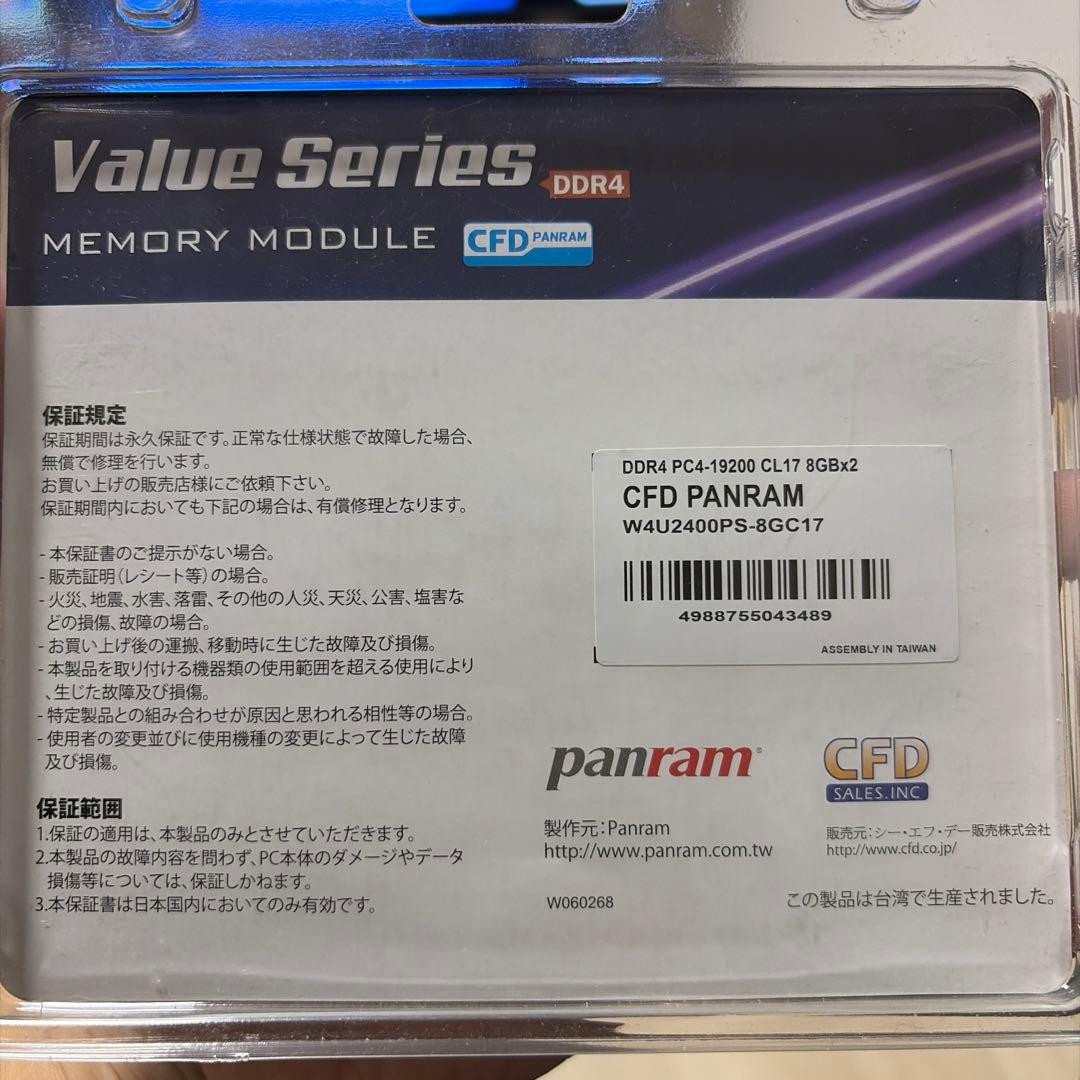 Value Series DDR4
MEMORY MODULE CFD PANRAM
保証規定
保証期間は永久保証です。正常な仕様状態で故障した場合、
無償で修理を行います。
お買い上げの販売店様にご依頼下さい。
保証期間内においても下記の場合は、有償修理となります。
- 本保証書のご提示がない場合。
- 販売証明(レシート等)の場合。
- 火災、地震、水害、落雷、その他の人災、天災、公害、塩害な
どの損傷、故障の場合。
- お買い上げ後の運搬、移動時に生じた故障及び損傷。
- 本製品を取り付ける機器類の使用範囲を超える使用により
、生じた故障及び損傷。
- 特定製品との組み合わせが原因と思われる相性等の場合。
- 使用者の変更並びに使用機種の変更によって生じた故障
及び損傷。
保証範囲
1.保証の適用は、本製品のみとさせていただきます。
2.本製品の故障内容を問わず、PC本体のダメージやデータ
損傷等については、保証しかねます。
3.本保証書は日本国内においてのみ有効です。
DDR4 PC4-19200 CL17 8GBx2
CFD PANRAM
W4U2400PS-8GC17
4988755043489
ASSEMBLY IN TAIWAN
panram®
製作元:Panram
http://www.panram.com.tw
W060268
CFD
SALES.INC
販売元:シー・エフ・デー販売株式会社
http://www.cfd.co.jp/
この製品は台湾で生産されました。